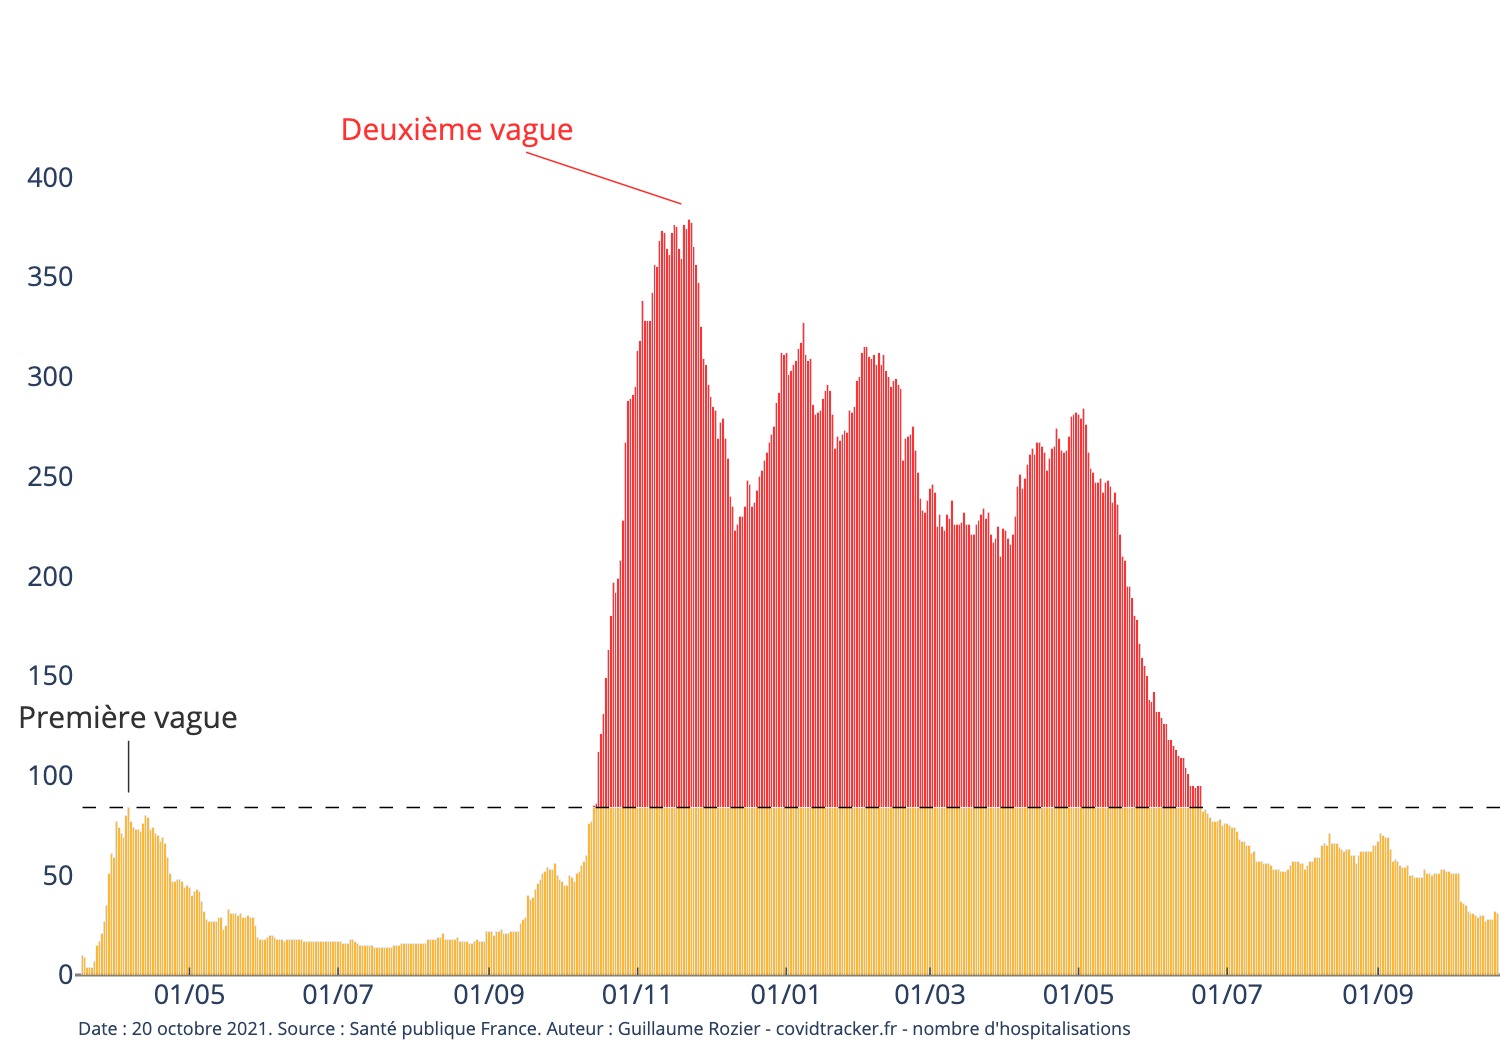 Deuxième vague
400
350
300
250
200
150
Première vague
100
50
0
01/05 01/07 01/09 01/11 01/01 01/03 01/05 01/07 01/09
Date : 20 octobre 2021. Source : Santé publique France. Auteur : Guillaume Rozier - covidtracker.fr - nombre d'hospitalisations